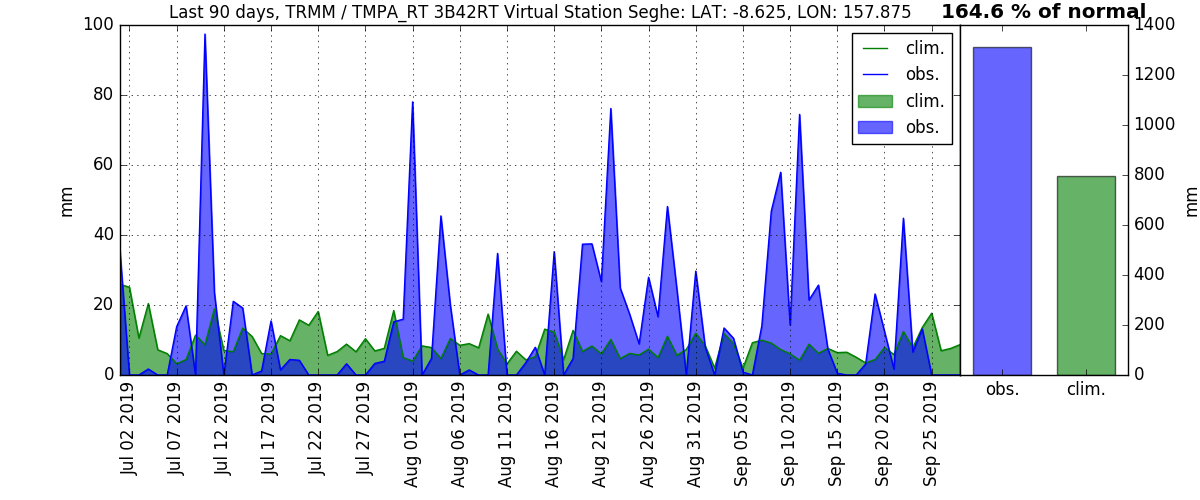 Last 90 days, TRMM / TMPA_RT 3B42RT Virtual Station Seghe: LAT: -8.625, LON: 157.875
164.6 % of normal
100
80
60
40
20
0
mm
clim.
obs.
clim.
obs.
1400
1200
1000
800
600
400
200
0
mm
obs.
clim.
Jul 02 2019
Jul 07 2019
Jul 12 2019
Jul 17 2019
Jul 22 2019
Jul 27 2019
Aug 01 2019
Aug 06 2019
Aug 11 2019
Aug 16 2019
Aug 21 2019
Aug 26 2019
Aug 31 2019
Sep 05 2019
Sep 10 2019
Sep 15 2019
Sep 20 2019
Sep 25 2019